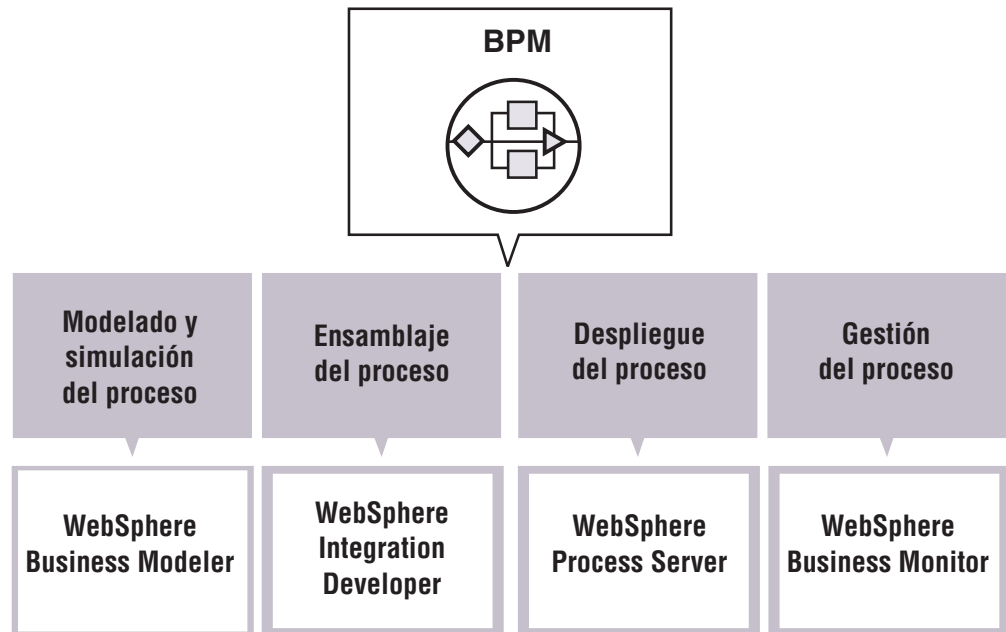 BPM
Modelado y
simulación
del proceso
Ensamblaje
del proceso
Despliegue
del proceso
Gestión
del proceso
WebSphere
Business Modeler
WebSphere
Integration
Developer
WebSphere
Process Server
WebSphere
Business Monitor